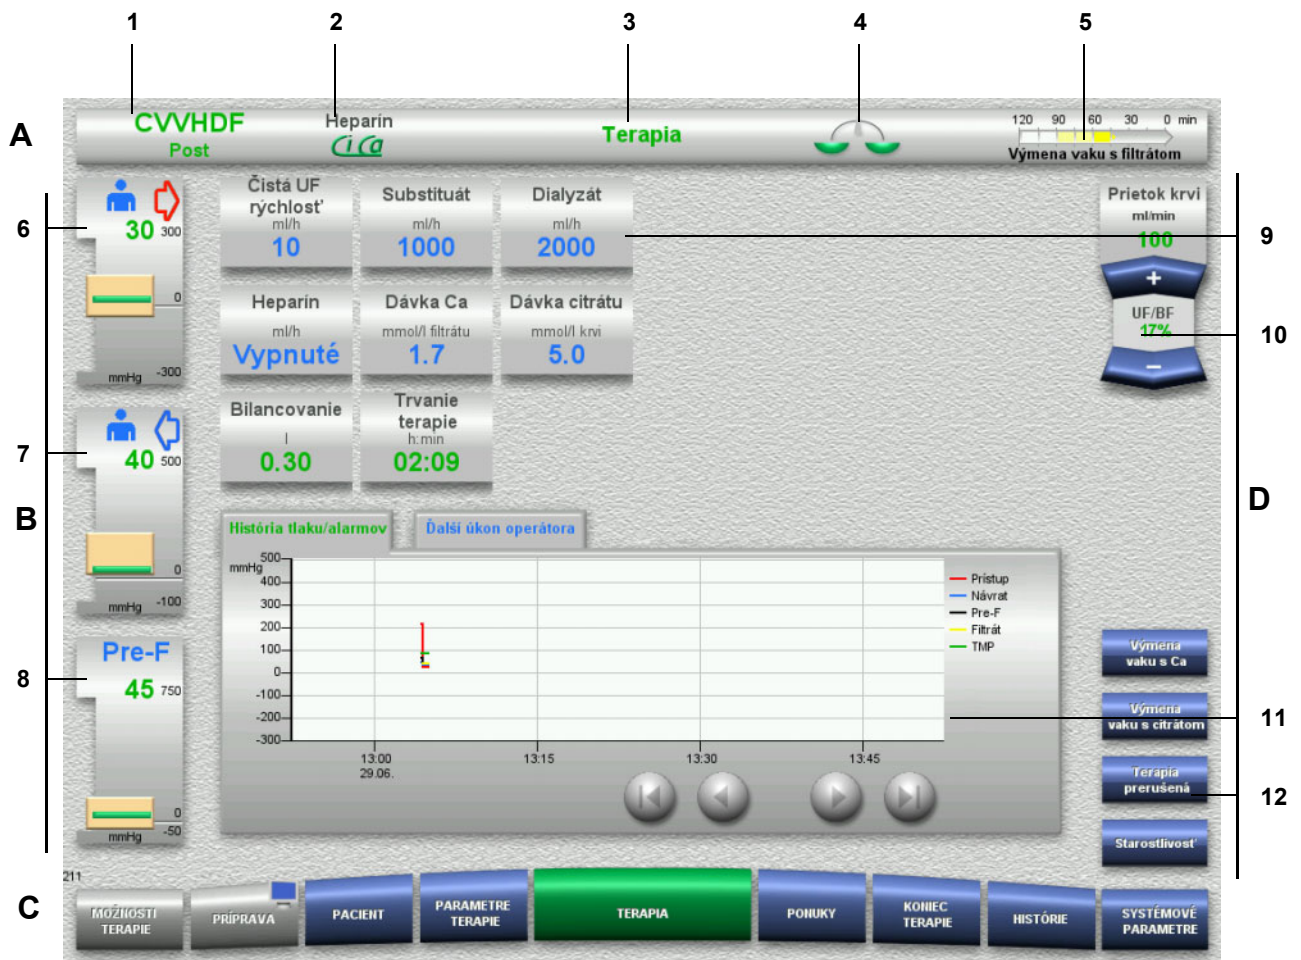 1 2 3 4 5
A
CVVHDF
Post
Heparín
CiCa
Terapia
120 90 60 30 0 min
Výmena vaku s filtrátom
6
30 300
0
mmHg -300
7
40 500
0
mmHg -100
B
8
Pre-F
45 750
0
mmHg -50
Čistá UF
rýchlosť
ml/h
10
Substituát
ml/h
1000
Dialyzát
ml/h
2000
Heparín
ml/h
Vypnuté
Dávka Ca
mmol/l filtrátu
1.7
Dávka citrátu
mmol/l krvi
5.0
Bilancovanie
l
0.30
Trvanie
terapie
h:min
02:09
Prietok krvi
ml/min
100
+
UF/BF
17%
–
9
10
D
11
12
História tlaku/alarmov
Ďalší úkon operátora
mmHg
500
400
300
200
100
0
-100
-200
-300
13:00 13:15 13:30 13:45
29.06.
Prístup
Návrat
Pre-F
Filtrát
TMP
Výmena
vaku s Ca
Výmena
vaku s citrátom
Terapia
prerušená
Starostlivosť
211
C
MOŽNOSTI
TERAPIE
PRÍPRAVA
PACIENT
PARAMETRE
TERAPIE
TERAPIA
PONUKY
KONIEC
TERAPIE
HISTÓRIE
SYSTÉMOVÉ
PARAMETRE